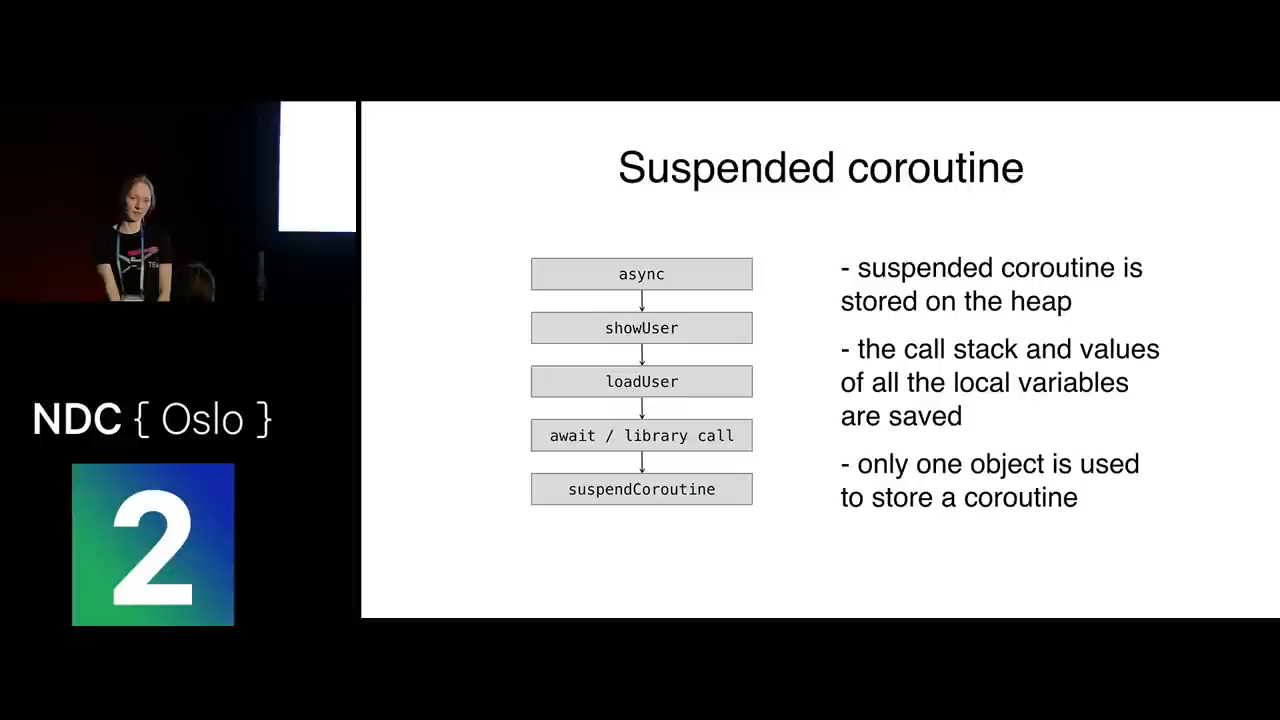 Suspended coroutine
async
showUser
loadUser
await / library call
suspendCoroutine
- suspended coroutine is
stored on the heap
- the call stack and values
of all the local variables
are saved
- only one object is used
to store a coroutine
TEA
NDC { Oslo }
2